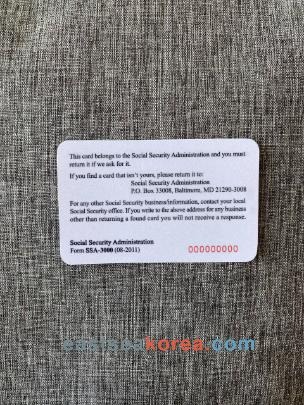 This card belongs to the Social Security Administration and you must
return it if we ask for it.
If you find a card that isn't yours, please return it to:
Social Security Administration
P.O. Box 33008, Baltimore, MD 21290-3008
For any other Social Security business/information, contact your local
Social Security office. If you write to the above address for any business
other than returning a found card you will not receive a response.
Social Security Administration
Form SSA-3000 (08-2011) 000000000
eastseakorea.com